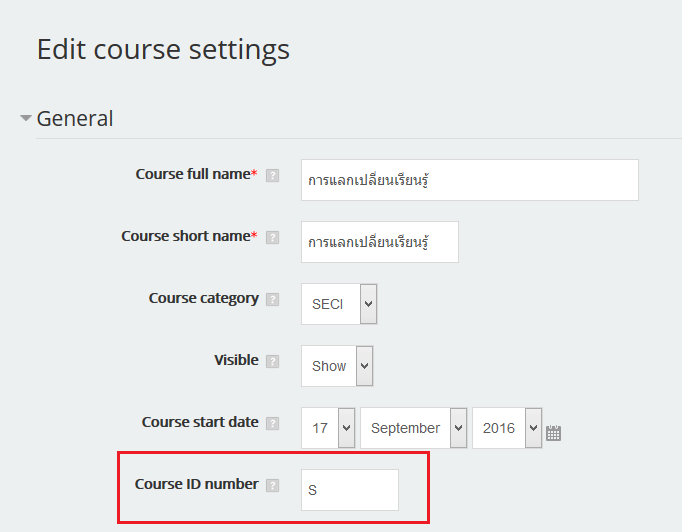 Edit course settings
General
Course full name* ? การแลกเปลี่ยนเรียนรู้
Course short name* ? การแลกเปลี่ยนเรียนรู้
Course category ? SECI
Visible ? Show
Course start date ? 17 September 2016
Course ID number ? S